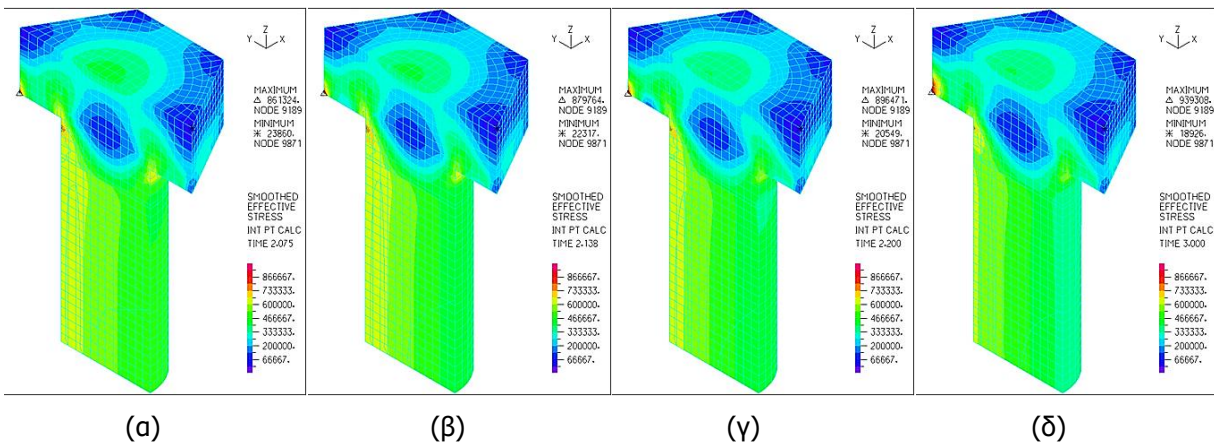 Z
Y X
MAXIMUM
△ 861324.
NODE 9189
MINIMUM
✳ 23860.
NODE 9871
SMOOTHED
EFFECTIVE
STRESS
INT PT CALC
TIME 2.075
866667.
733333.
600000.
466667.
333333.
200000.
66667.
(α)
Z
Y X
MAXIMUM
△ 879764.
NODE 9189
MINIMUM
✳ 22317.
NODE 9871
SMOOTHED
EFFECTIVE
STRESS
INT PT CALC
TIME 2.138
866667.
733333.
600000.
466667.
333333.
200000.
66667.
(β)
Z
Y X
MAXIMUM
△ 896471.
NODE 9189
MINIMUM
✳ 20549.
NODE 9871
SMOOTHED
EFFECTIVE
STRESS
INT PT CALC
TIME 2.200
866667.
733333.
600000.
466667.
333333.
200000.
66667.
(γ)
Z
Y X
MAXIMUM
△ 939308.
NODE 9189
MINIMUM
✳ 18926.
NODE 9871
SMOOTHED
EFFECTIVE
STRESS
INT PT CALC
TIME 3.000
866667.
733333.
600000.
466667.
333333.
200000.
66667.
(δ)